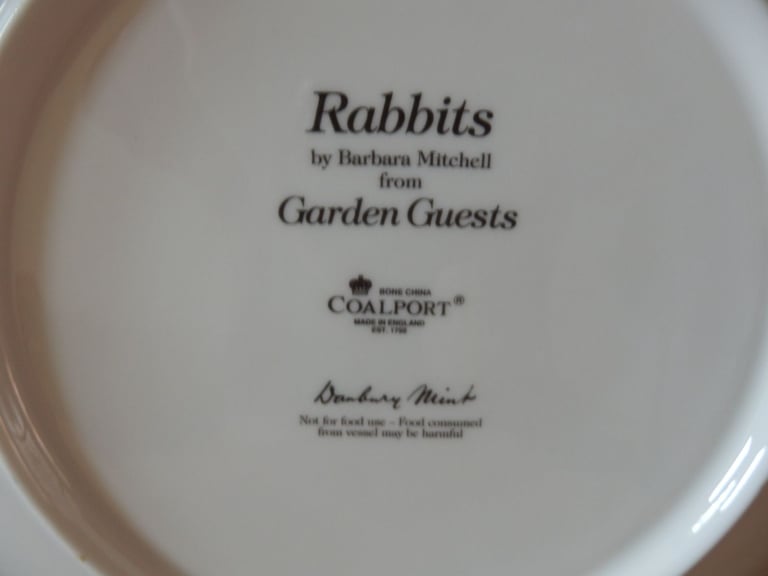 Rabbits
by Barbara Mitchell
from
Garden Guests
BONE CHINA
COALPORT®
MADE IN ENGLAND
EST. 1750
Danbury Mint
Not for food use – Food consumed
from vessel may be harmful